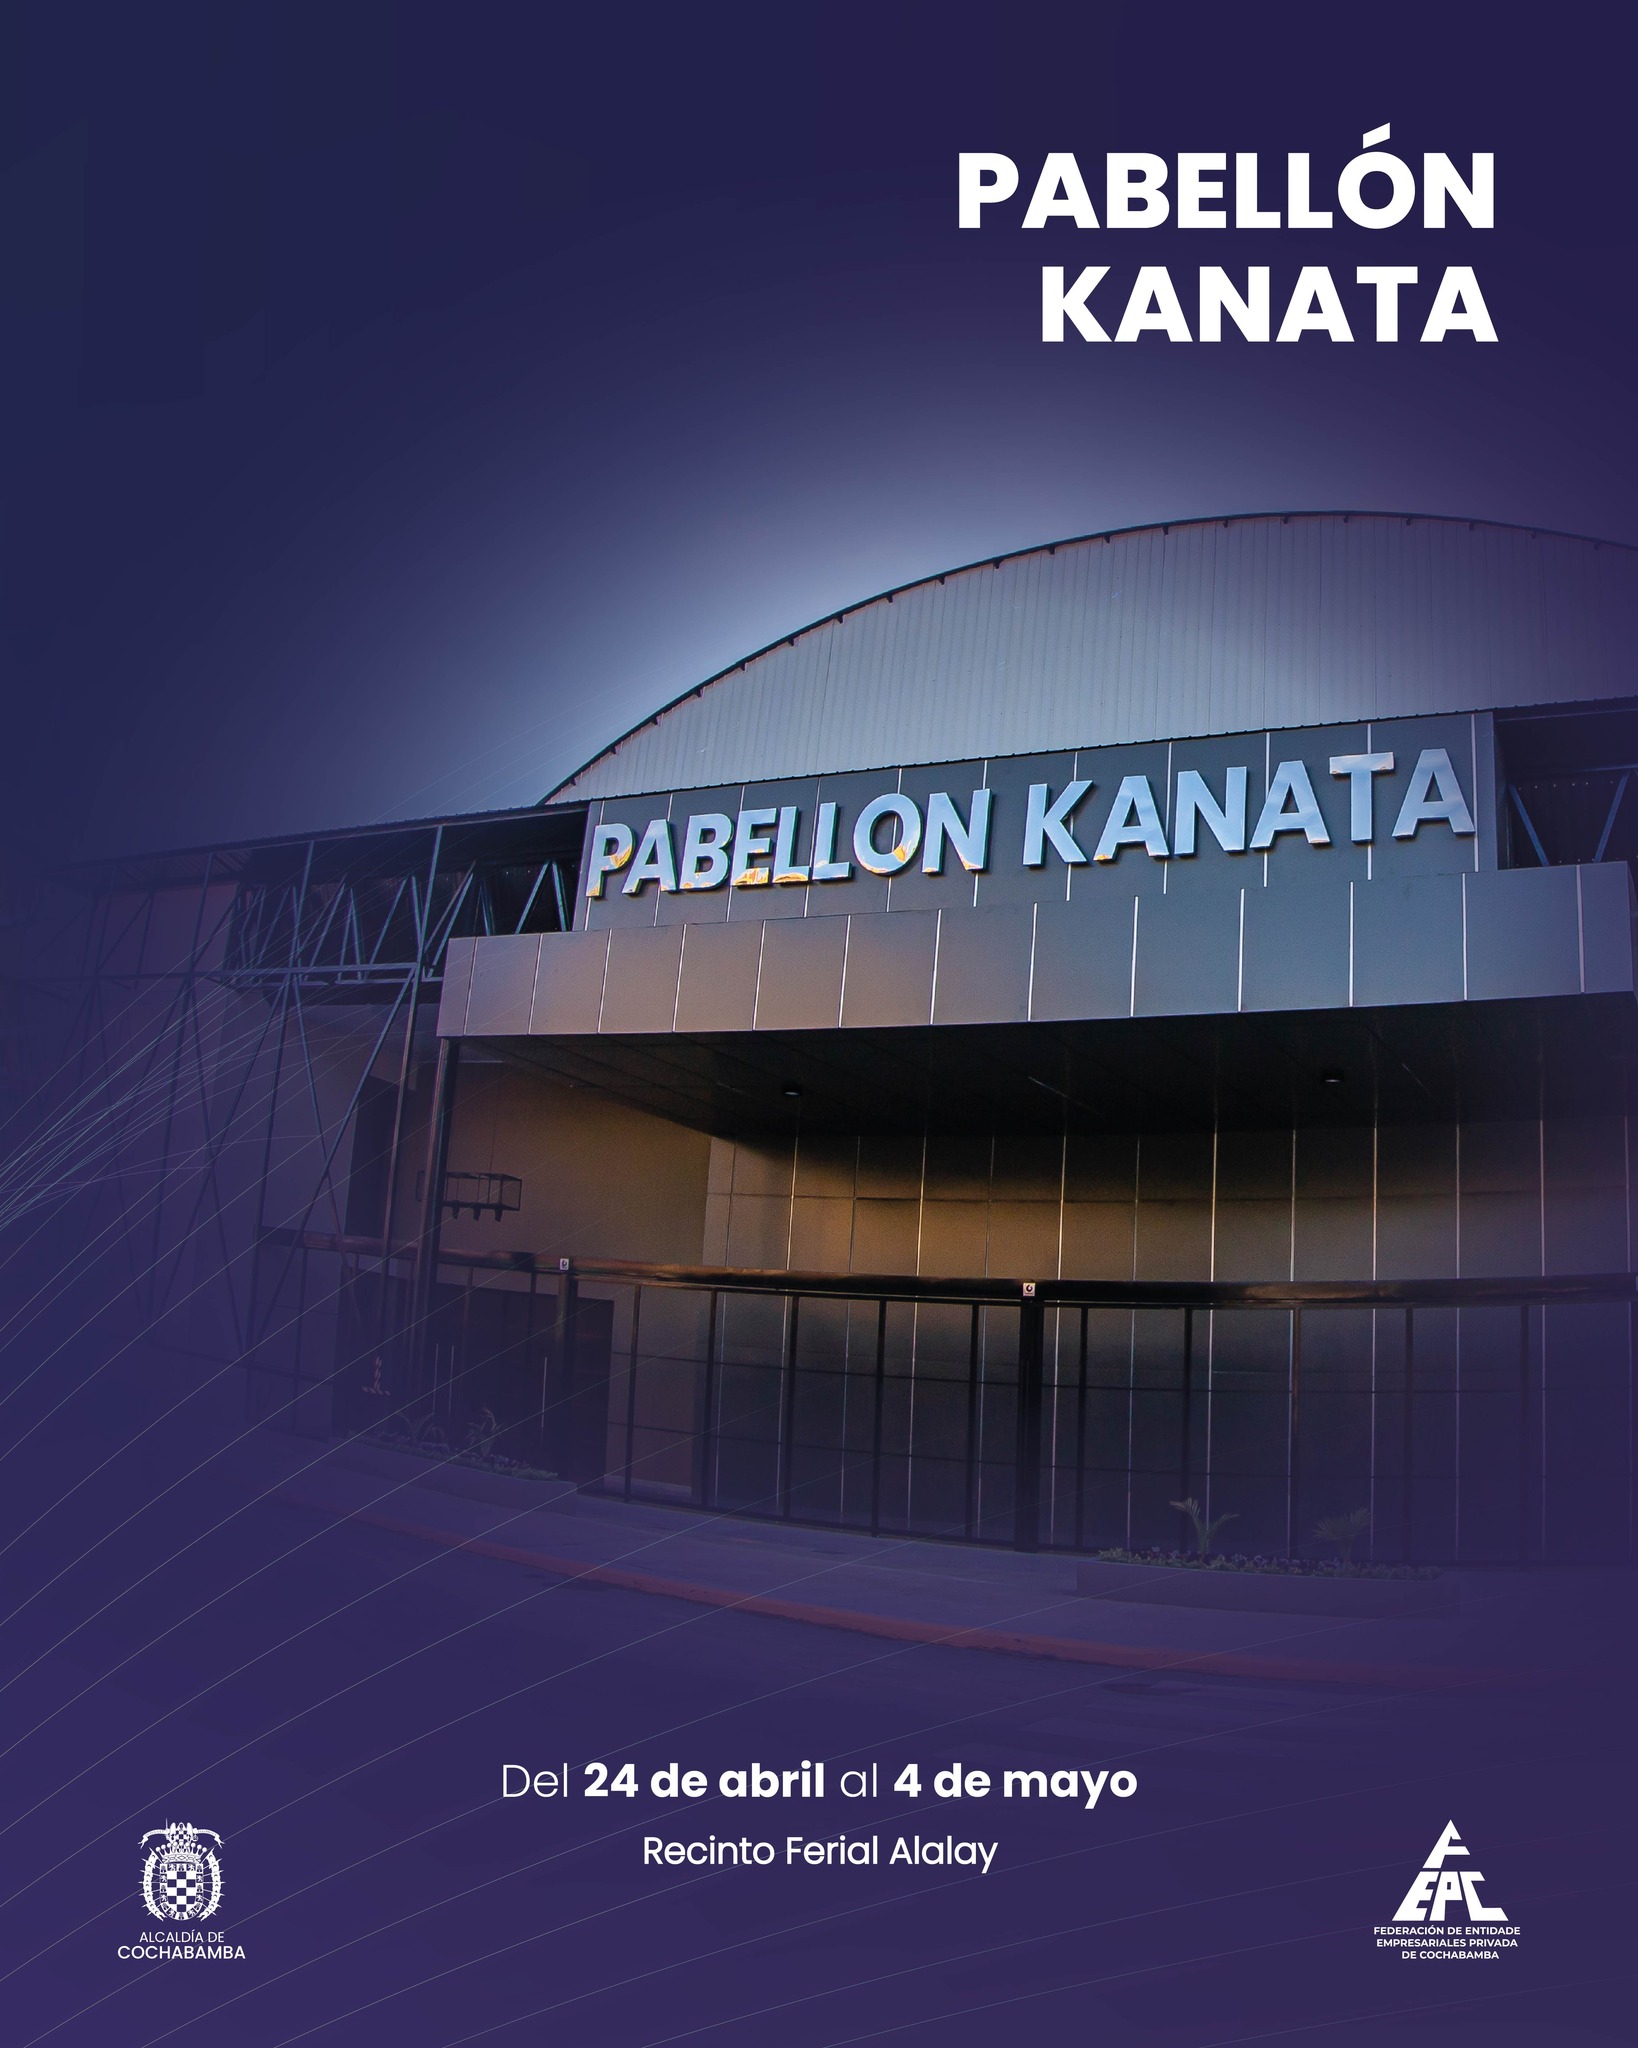 PABELLÓN
KANATA
PABELLON KANATA
Del 24 de abril al 4 de mayo
Recinto Ferial Alalay
ALCALDÍA DE
COCHABAMBA
F
EPC
FEDERACIÓN DE ENTIDADE
EMPRESARIALES PRIVADA
DE COCHABAMBA